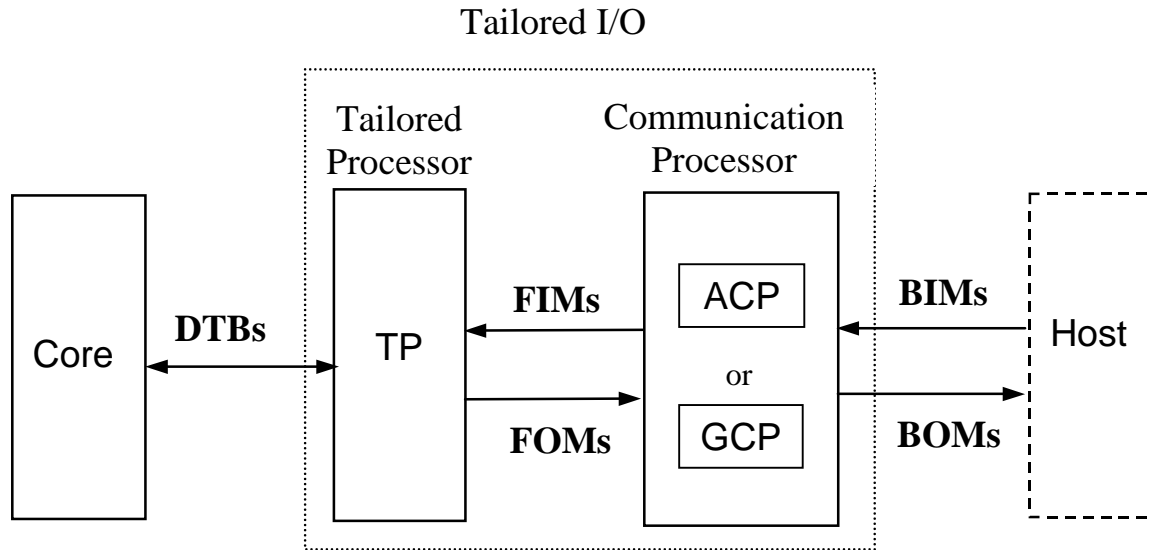 Tailored I/O
Tailored
Processor
Communication
Processor
Core
DTBs
TP
FIMs
FOMs
ACP
or
GCP
BIMs
BOMs
Host